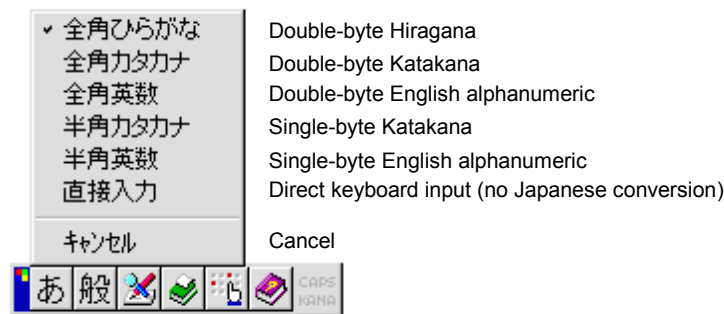 全角ひらがな Double-byte Hiragana
全角カタカナ Double-byte Katakana
全角英数 Double-byte English alphanumeric
半角カタカナ Single-byte Katakana
半角英数 Single-byte English alphanumeric
直接入力 Direct keyboard input (no Japanese conversion)
ｷｬﾝｾﾙ Cancel
あ 般 CAPS
KANA